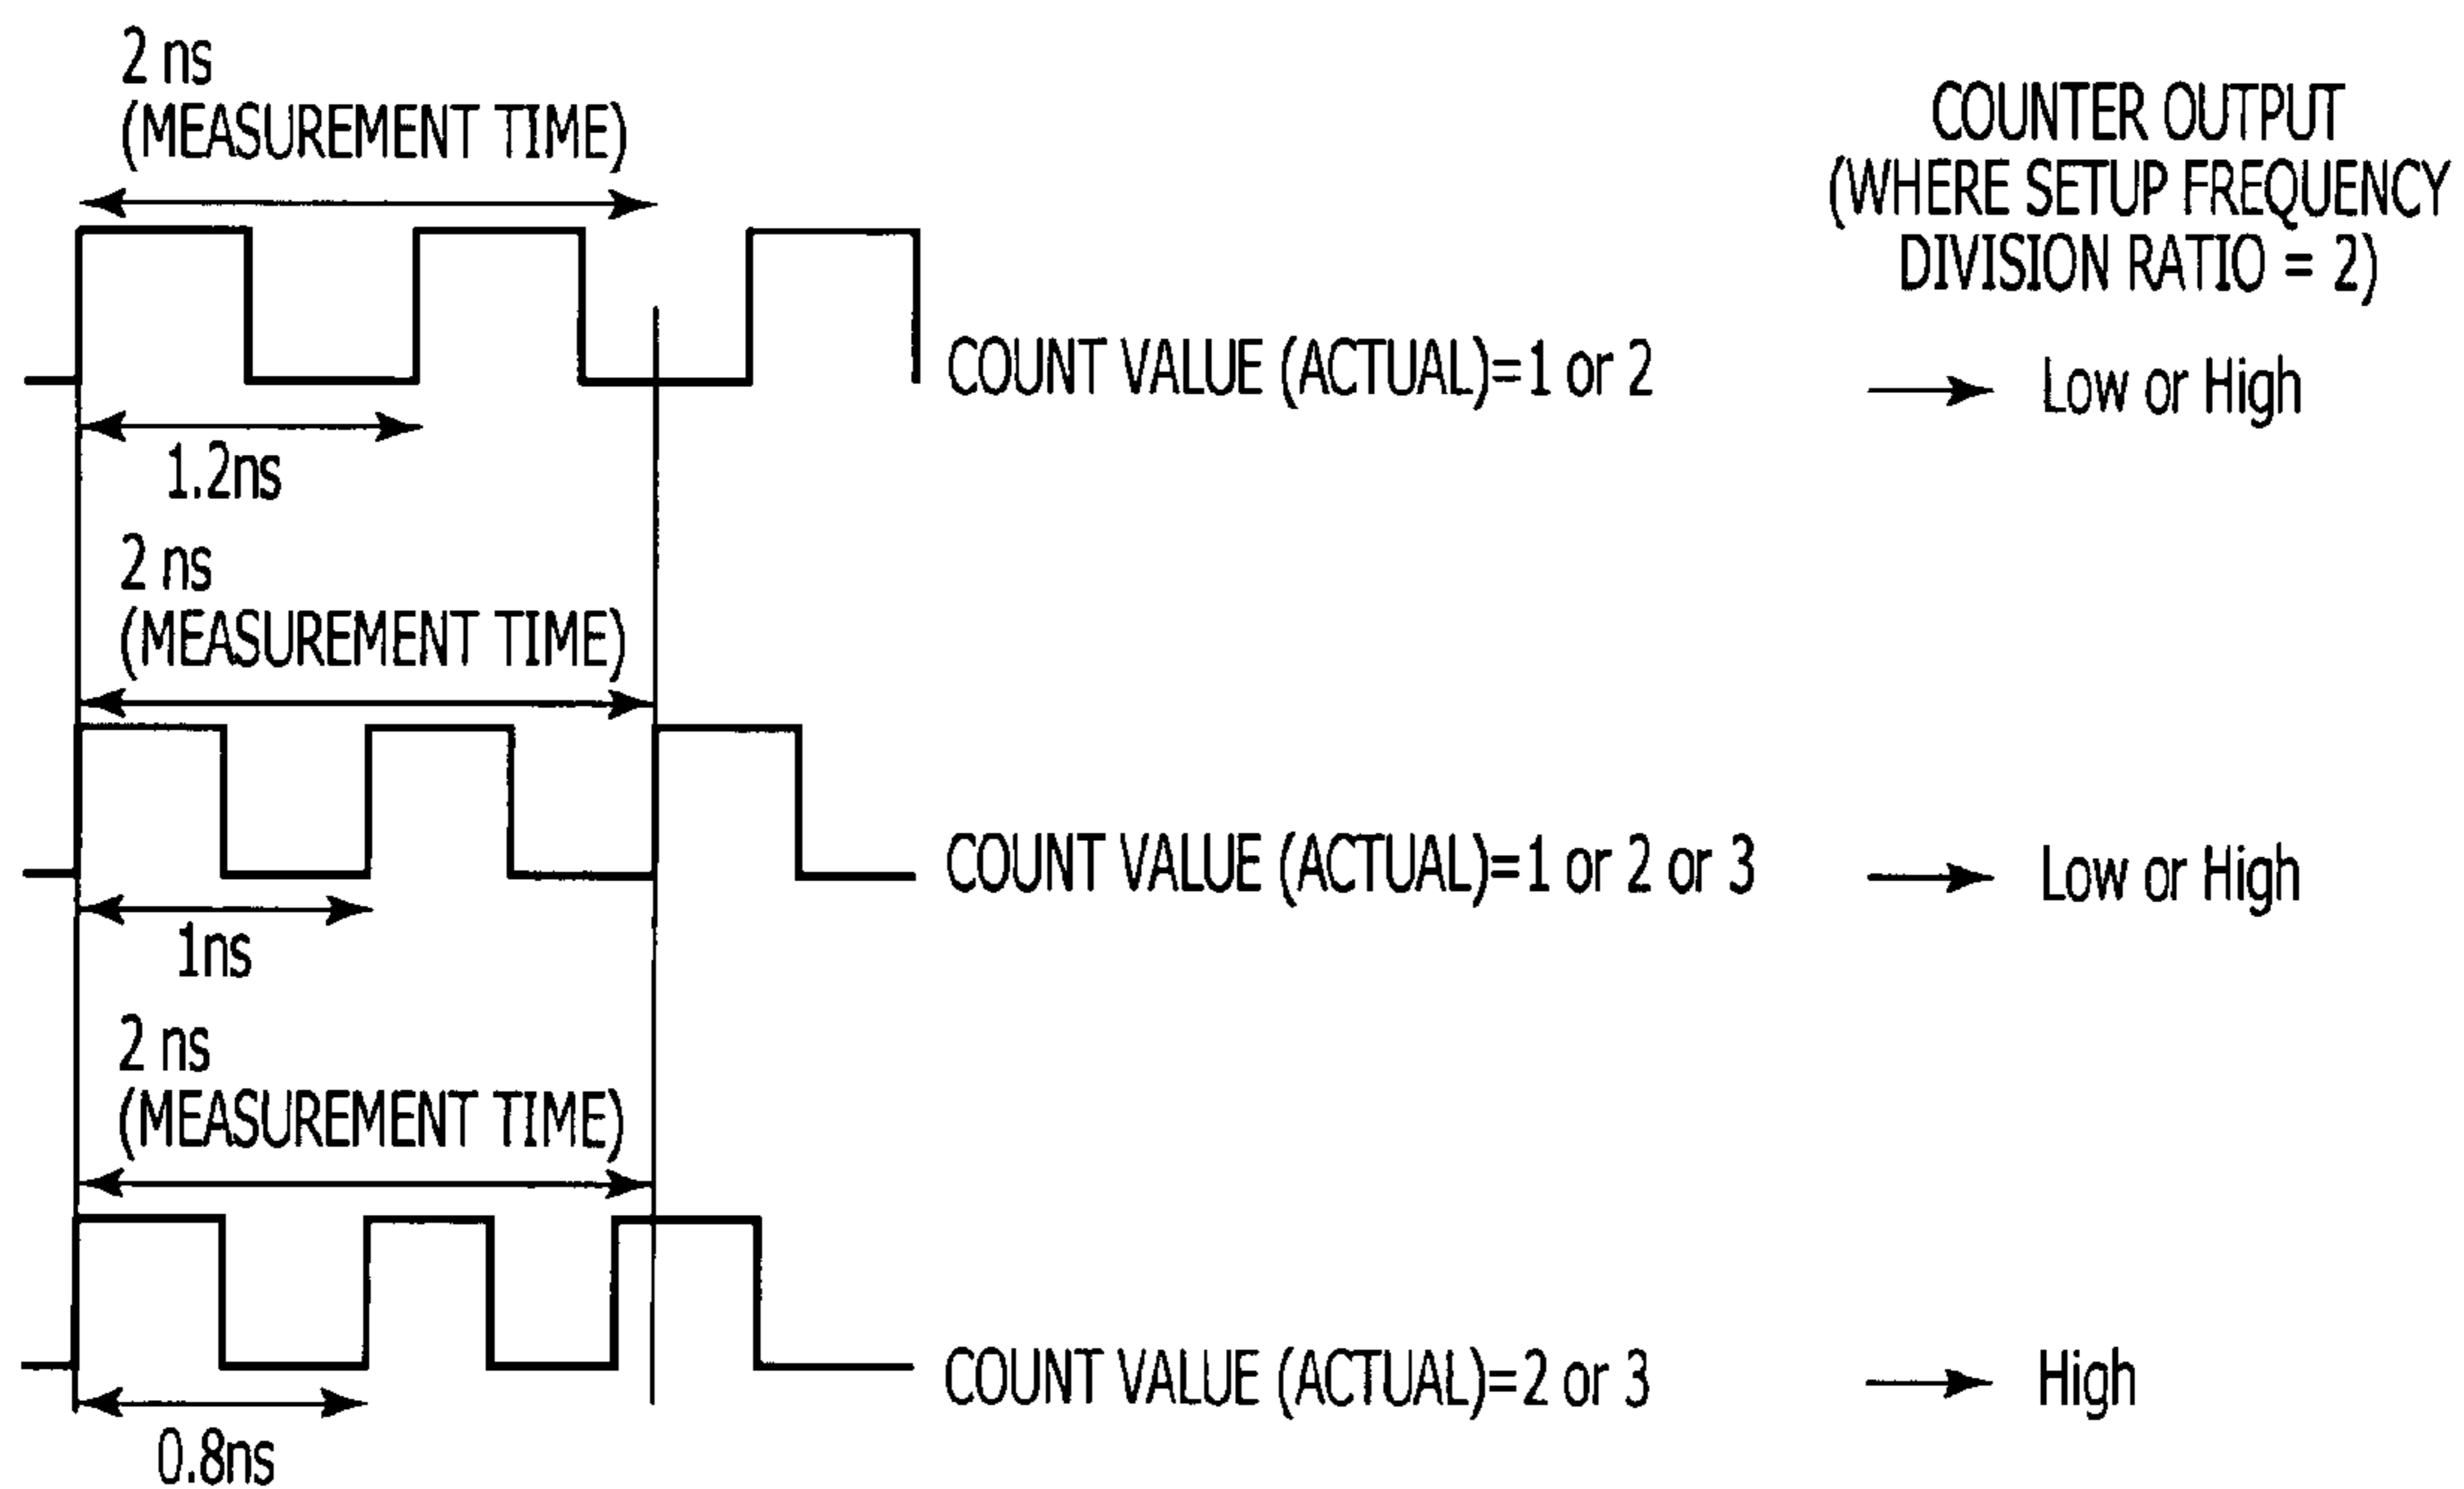 2 ns
(MEASUREMENT TIME)
COUNTER OUTPUT
(WHERE SETUP FREQUENCY
DIVISION RATIO = 2)
COUNT VALUE (ACTUAL)=1 or 2
Low or High
1.2ns
2 ns
(MEASUREMENT TIME)
COUNT VALUE (ACTUAL)=1 or 2 or 3
Low or High
1ns
2 ns
(MEASUREMENT TIME)
COUNT VALUE (ACTUAL)=2 or 3
High
0.8ns